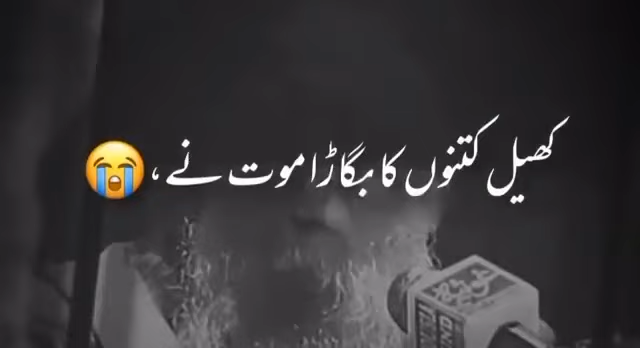 کھیل کتنوں کا بگاڑا موت نے ، 😭